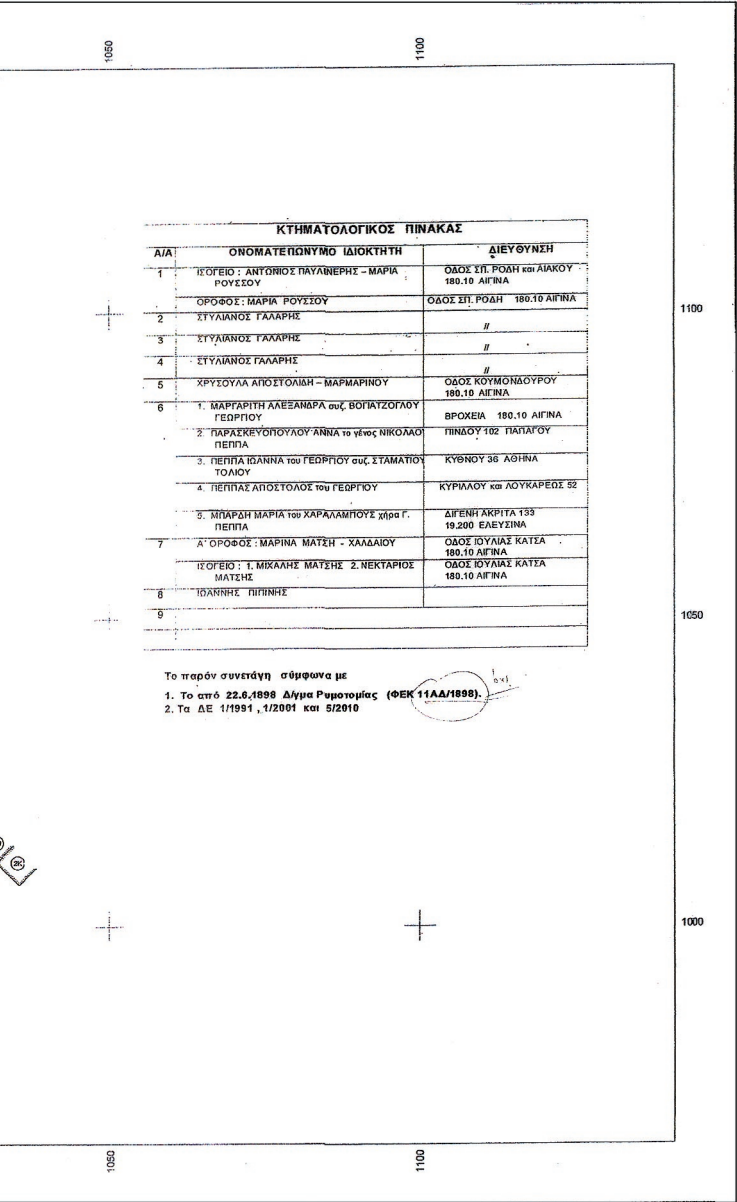 1050 1100
ΚΤΗΜΑΤΟΛΟΓΙΚΟΣ ΠΙΝΑΚΑΣ
Α/Α ΟΝΟΜΑΤΕΠΩΝΥΜΟ ΙΔΙΟΚΤΗΤΗ ΔΙΕΥΘΥΝΣΗ
1 ΙΣΟΓΕΙΟ : ΑΝΤΩΝΙΟΣ ΠΑΥΛΙΝΕΡΗΣ – ΜΑΡΙΑ ΟΔΟΣ ΣΠ. ΡΟΔΗ και ΑΙΑΚΟΥ
ΡΟΥΣΣΟΥ 180.10 ΑΙΓΙΝΑ
ΟΡΟΦΟΣ : ΜΑΡΙΑ ΡΟΥΣΣΟΥ ΟΔΟΣ ΣΠ. ΡΟΔΗ 180.10 ΑΙΓΙΝΑ
1100
2 ΣΤΥΛΙΑΝΟΣ ΓΑΛΑΡΗΣ //
3 ΣΤΥΛΙΑΝΟΣ ΓΑΛΑΡΗΣ //
4 ΣΤΥΛΙΑΝΟΣ ΓΑΛΑΡΗΣ //
5 ΧΡΥΣΟΥΛΑ ΑΠΟΣΤΟΛΙΔΗ – ΜΑΡΜΑΡΙΝΟΥ ΟΔΟΣ ΚΟΥΜΟΝΔΟΥΡΟΥ
180.10 ΑΙΓΙΝΑ
6 1. ΜΑΡΓΑΡΙΤΗ ΑΛΕΞΑΝΔΡΑ συζ. ΒΟΓΙΑΤΖΟΓΛΟΥ
ΓΕΩΡΓΙΟΥ ΒΡΟΧΕΙΑ 180.10 ΑΙΓΙΝΑ
2. ΠΑΡΑΣΚΕΥΟΠΟΥΛΟΥ ΑΝΝΑ το γένος ΝΙΚΟΛΑΟ ΠΙΝΔΟΥ 102 ΠΑΠΑΓΟΥ
ΠΕΠΠΑ
3. ΠΕΠΠΑ ΙΩΑΝΝΑ του ΓΕΩΡΓΙΟΥ συζ. ΣΤΑΜΑΤΙΟΥ ΚΥΘΝΟΥ 36 ΑΘΗΝΑ
ΤΟΛΙΟΥ
4. ΠΕΠΠΑΣ ΑΠΟΣΤΟΛΟΣ του ΓΕΩΡΓΙΟΥ ΚΥΡΙΛΛΟΥ και ΛΟΥΚΑΡΕΩΣ 52
5. ΜΠΑΡΔΗ ΜΑΡΙΑ του ΧΑΡΑΛΑΜΠΟΥΣ χήρα Γ. ΔΙΓΕΝΗ ΑΚΡΙΤΑ 133
ΠΕΠΠΑ 19.200 ΕΛΕΥΣΙΝΑ
7 Α΄ ΟΡΟΦΟΣ : ΜΑΡΙΝΑ ΜΑΤΣΗ - ΧΑΛΔΑΙΟΥ ΟΔΟΣ ΙΟΥΛΙΑΣ ΚΑΤΣΑ
180.10 ΑΙΓΙΝΑ
ΙΣΟΓΕΙΟ : 1. ΜΙΧΑΛΗΣ ΜΑΤΣΗΣ 2. ΝΕΚΤΑΡΙΟΣ ΟΔΟΣ ΙΟΥΛΙΑΣ ΚΑΤΣΑ
ΜΑΤΣΗΣ 180.10 ΑΙΓΙΝΑ
8 ΙΩΑΝΝΗΣ ΠΙΠΙΝΗΣ
9
1050
Το παρόν συνετάγη σύμφωνα με
1. Το από 22.6.1898 Δ/γμα Ρυμοτομίας (ΦΕΚ 11ΑΔ/1898). οχι
2. Τα ΔΕ 1/1991 , 1/2001 και 5/2010
2Κ
1000
1050 1100